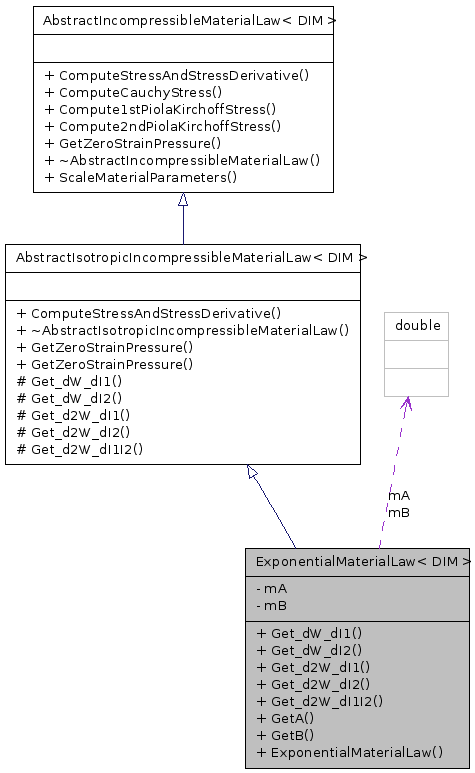 AbstractIncompressibleMaterialLaw< DIM >
+ ComputeStressAndStressDerivative()
+ ComputeCauchyStress()
+ Compute1stPiolaKirchoffStress()
+ Compute2ndPiolaKirchoffStress()
+ GetZeroStrainPressure()
+ ~AbstractIncompressibleMaterialLaw()
+ ScaleMaterialParameters()
AbstractIsotropicIncompressibleMaterialLaw< DIM >
+ ComputeStressAndStressDerivative()
+ ~AbstractIsotropicIncompressibleMaterialLaw()
+ GetZeroStrainPressure()
+ GetZeroStrainPressure()
# Get_dW_dI1()
# Get_dW_dI2()
# Get_d2W_dI1()
# Get_d2W_dI2()
# Get_d2W_dI1I2()
double
mA
mB
ExponentialMaterialLaw< DIM >
- mA
- mB
+ Get_dW_dI1()
+ Get_dW_dI2()
+ Get_d2W_dI1()
+ Get_d2W_dI2()
+ Get_d2W_dI1I2()
+ GetA()
+ GetB()
+ ExponentialMaterialLaw()